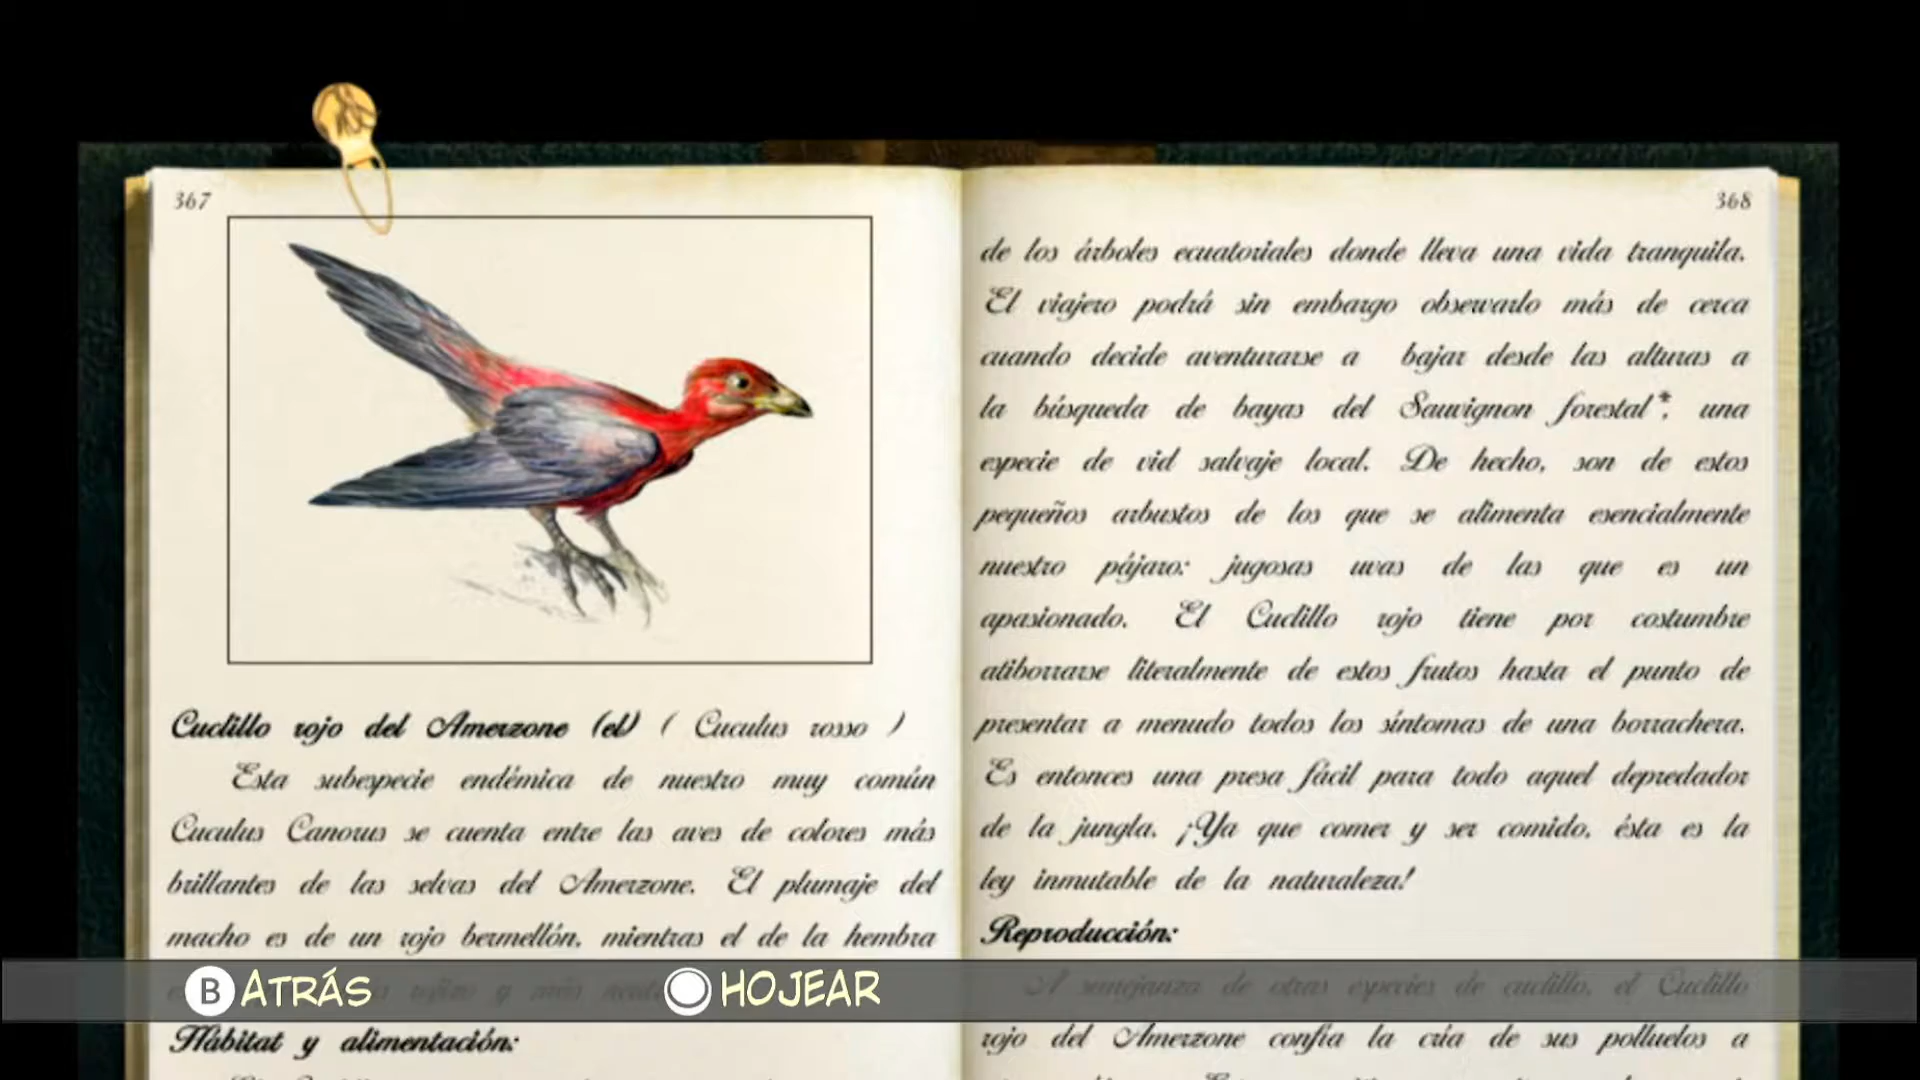 367
Cuclillo rojo del Amerzone (el) ( Cuculus rosso )
Esta subespecie endémica de nuestro muy común
Cuculus Canorus se cuenta entre las aves de colores más
brillantes de las selvas del Amerzone. El plumaje del
macho es de un rojo bermellón, mientras el de la hembra
Hábitat y alimentación:
368
de los árboles ecuatoriales donde lleva una vida tranquila.
El viajero podrá sin embargo observarlo más de cerca
cuando decide aventurarse a bajar desde las alturas a
la búsqueda de bayas del Sauvignon forestal*, una
especie de vid salvaje local. De hecho, son de estos
pequeños arbustos de los que se alimenta esencialmente
nuestro pájaro: jugosas uvas de las que es un
apasionado. El Cuclillo rojo tiene por costumbre
atiborrarse literalmente de estos frutos hasta el punto de
presentar a menudo todos los síntomas de una borrachera.
Es entonces una presa fácil para todo aquel depredador
de la jungla. ¡Ya que comer y ser comido, ésta es la
ley inmutable de la naturaleza!
Reproducción:
A semejanza de otras especies de cuclillo, el Cuclillo
rojo del Amerzone confía la cría de sus polluelos a
B ATRÁS
HOJEAR